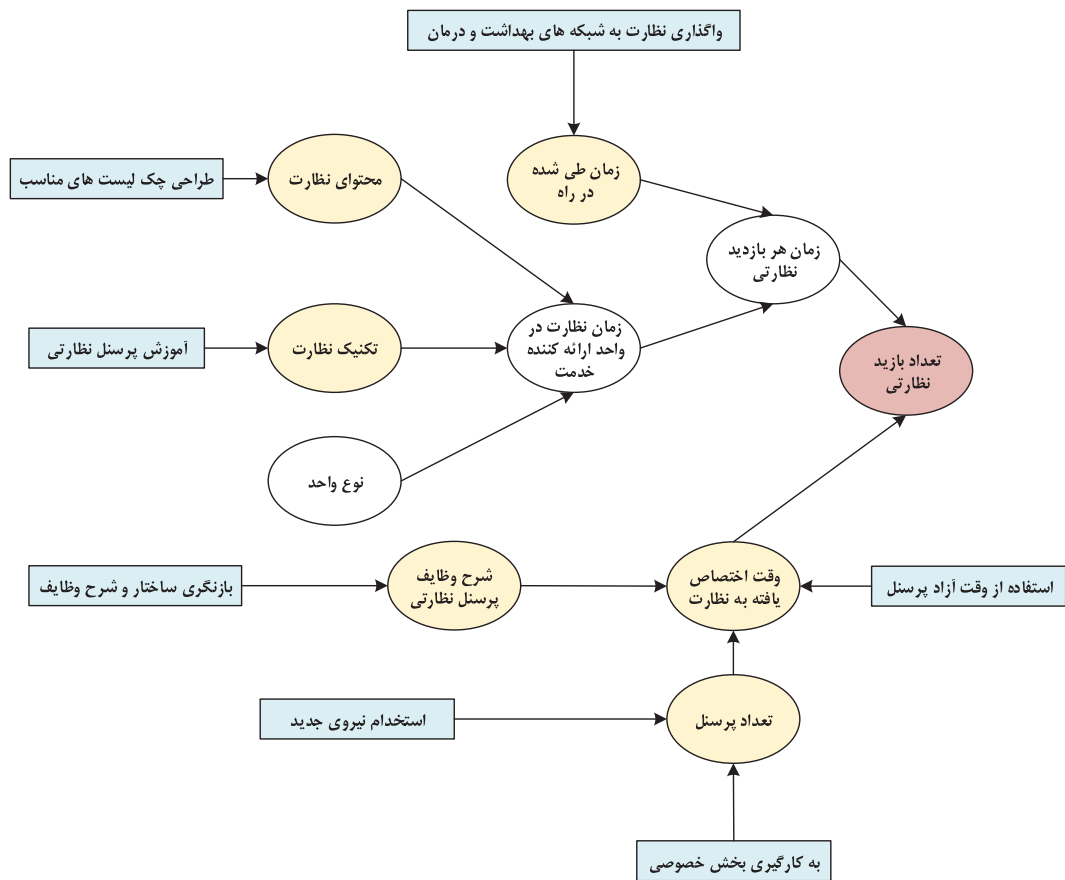 واگذاری نظارت به شبکه های بهداشت و درمان
طراحی چک لیست های مناسب
محتوای نظارت
زمان طی شده
در راه
زمان هر بازدید
نظارتی
آموزش پرسنل نظارتی
تکنیک نظارت
زمان نظارت در
واحد ارائه کننده
خدمت
تعداد بازید
نظارتی
نوع واحد
بازنگری ساختار و شرح وظایف
شرح وظایف
پرسنل نظارتی
وقت اختصاص
یافته به نظارت
استفاده از وقت آزاد پرسنل
استخدام نیروی جدید
تعداد پرسنل
به کارگیری بخش خصوصی